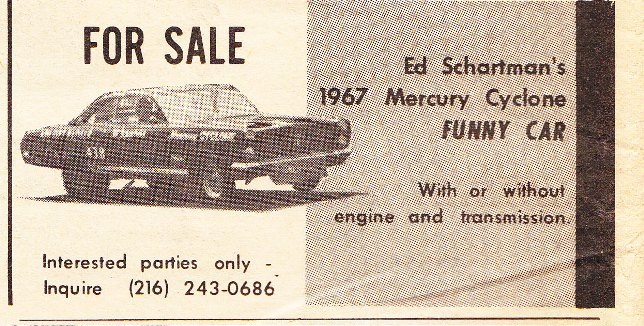 FOR SALE
Ed Schartman's
1967 Mercury Cyclone
FUNNY CAR
With or without
engine and transmission.
Interested parties only -
Inquire (216) 243-0686